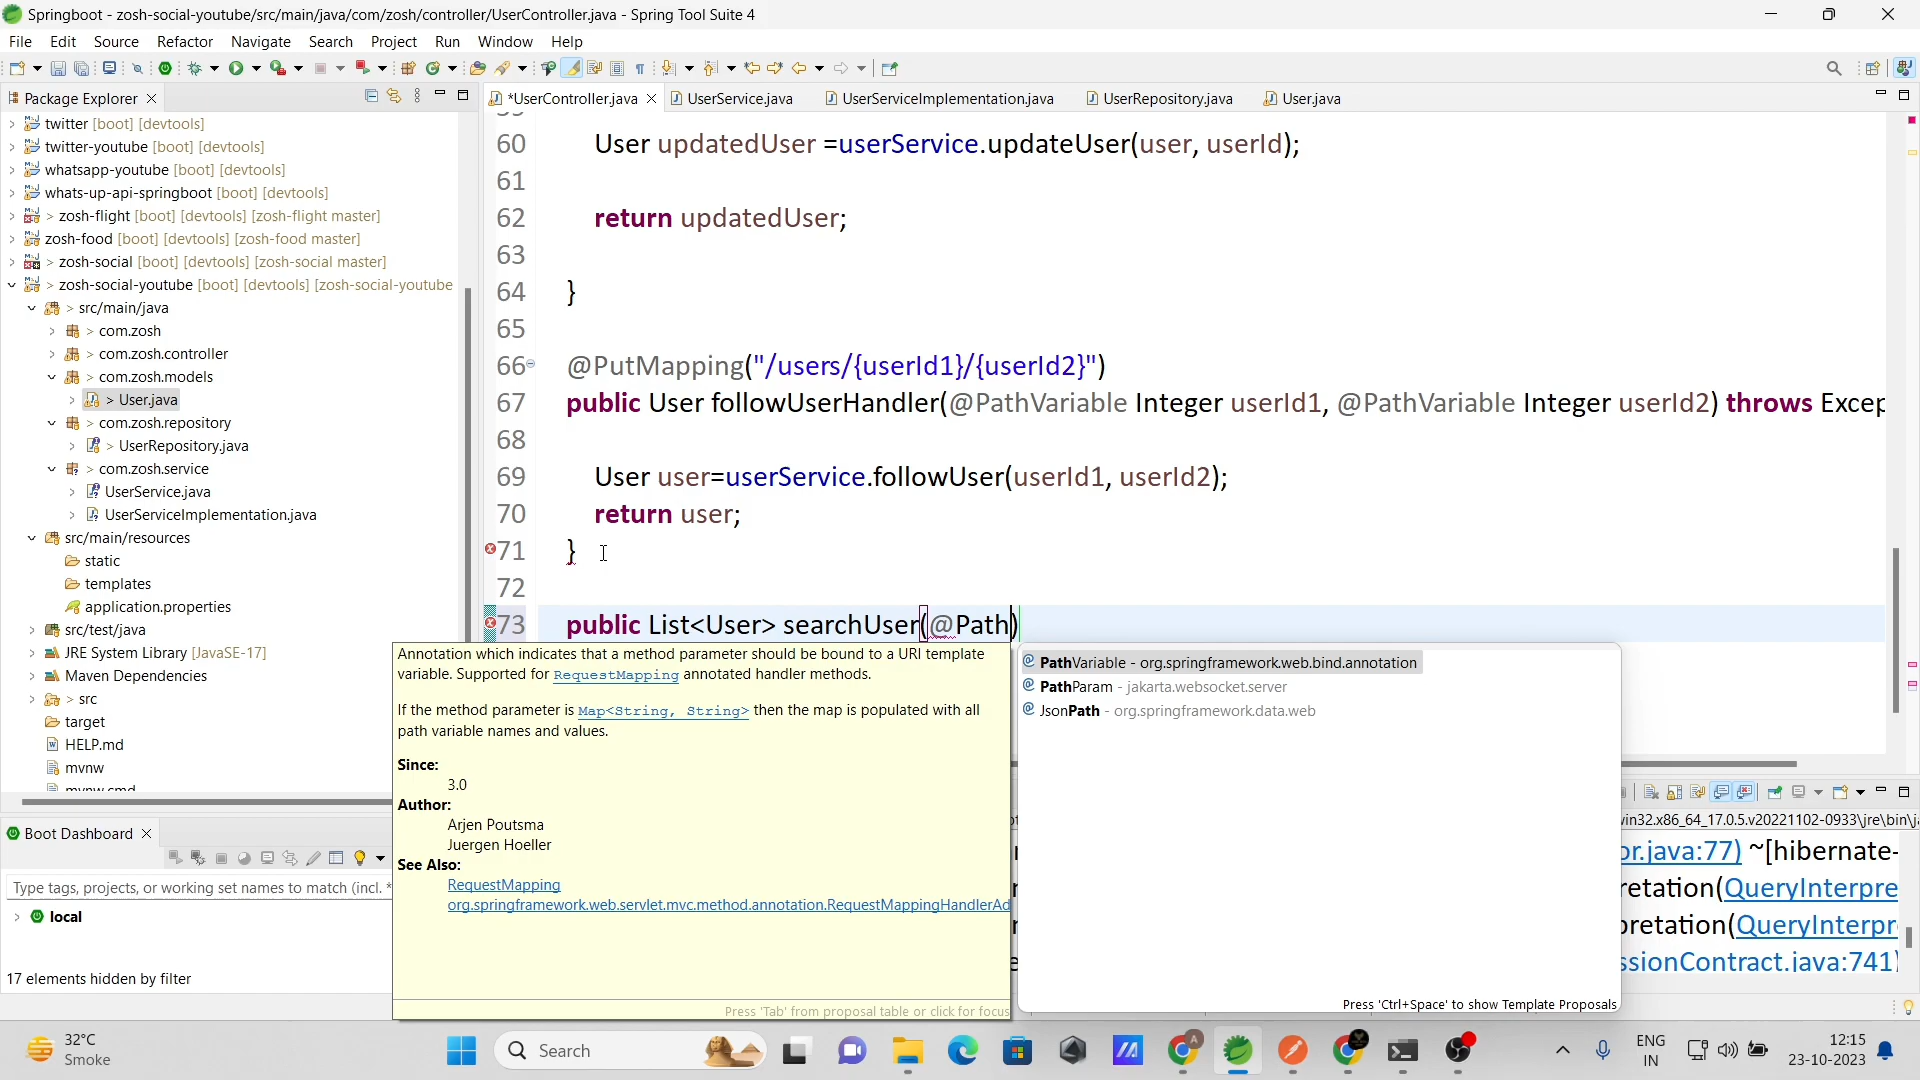 Springboot - zosh-social-youtube/src/main/java/com/zosh/controller/UserController.java - Spring Tool Suite 4
File Edit Source Refactor Navigate Search Project Run Window Help
Package Explorer
*UserController.java UserService.java UserServiceImplementation.java UserRepository.java User.java
twitter [boot] [devtools]
twitter-youtube [boot] [devtools]
whatsapp-youtube [boot] [devtools]
whats-up-api-springboot [boot] [devtools]
> zosh-flight [boot] [devtools] [zosh-flight master]
zosh-food [boot] [devtools] [zosh-food master]
> zosh-social [boot] [devtools] [zosh-social master]
> zosh-social-youtube [boot] [devtools] [zosh-social-youtube
> src/main/java
> com.zosh
> com.zosh.controller
> com.zosh.models
> User.java
> com.zosh.repository
> UserRepository.java
> com.zosh.service
UserService.java
UserServiceImplementation.java
src/main/resources
static
templates
application.properties
src/test/java
JRE System Library [JavaSE-17]
Maven Dependencies
> src
target
HELP.md
mvnw
mvnw.cmd
60 User updatedUser =userService.updateUser(user, userId);
61
62 return updatedUser;
63
64 }
65
66 @PutMapping("/users/{userId1}/{userId2}")
67 public User followUserHandler(@PathVariable Integer userId1, @PathVariable Integer userId2) throws Excep
68
69 User user=userService.followUser(userId1, userId2);
70 return user;
71 }
72
73 public List<User> searchUser(@Path)
Annotation which indicates that a method parameter should be bound to a URI template
variable. Supported for RequestMapping annotated handler methods.
If the method parameter is Map<String, String> then the map is populated with all
path variable names and values.
Since:
3.0
Author:
Arjen Poutsma
Juergen Hoeller
See Also:
RequestMapping
org.springframework.web.servlet.mvc.method.annotation.RequestMappingHandlerAd
Press 'Tab' from proposal table or click for focus
PathVariable - org.springframework.web.bind.annotation
PathParam - jakarta.websocket.server
JsonPath - org.springframework.data.web
Press 'Ctrl+Space' to show Template Proposals
Boot Dashboard
Type tags, projects, or working set names to match (incl. *
local
17 elements hidden by filter
in32.x86_64_17.0.5.v20221102-0933\jre\bin\j
or.java:77) ~[hibernate-
retation(QueryInterpre
pretation(QueryInterpr
ssionContract.java:741)
32°C
Smoke
Search
ENG
IN
12:15
23-10-2023